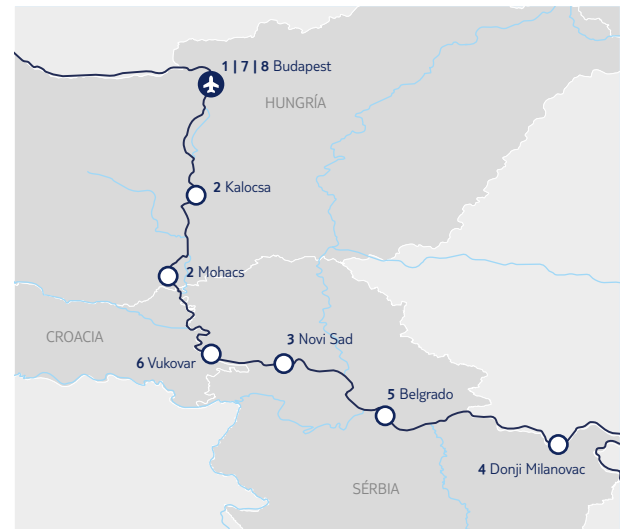 1 | 7 | 8 Budapest
HUNGRÍA
2 Kalocsa
2 Mohacs
CROACIA
3 Novi Sad
6 Vukovar
5 Belgrado
4 Donji Milanovac
SÉRBIA